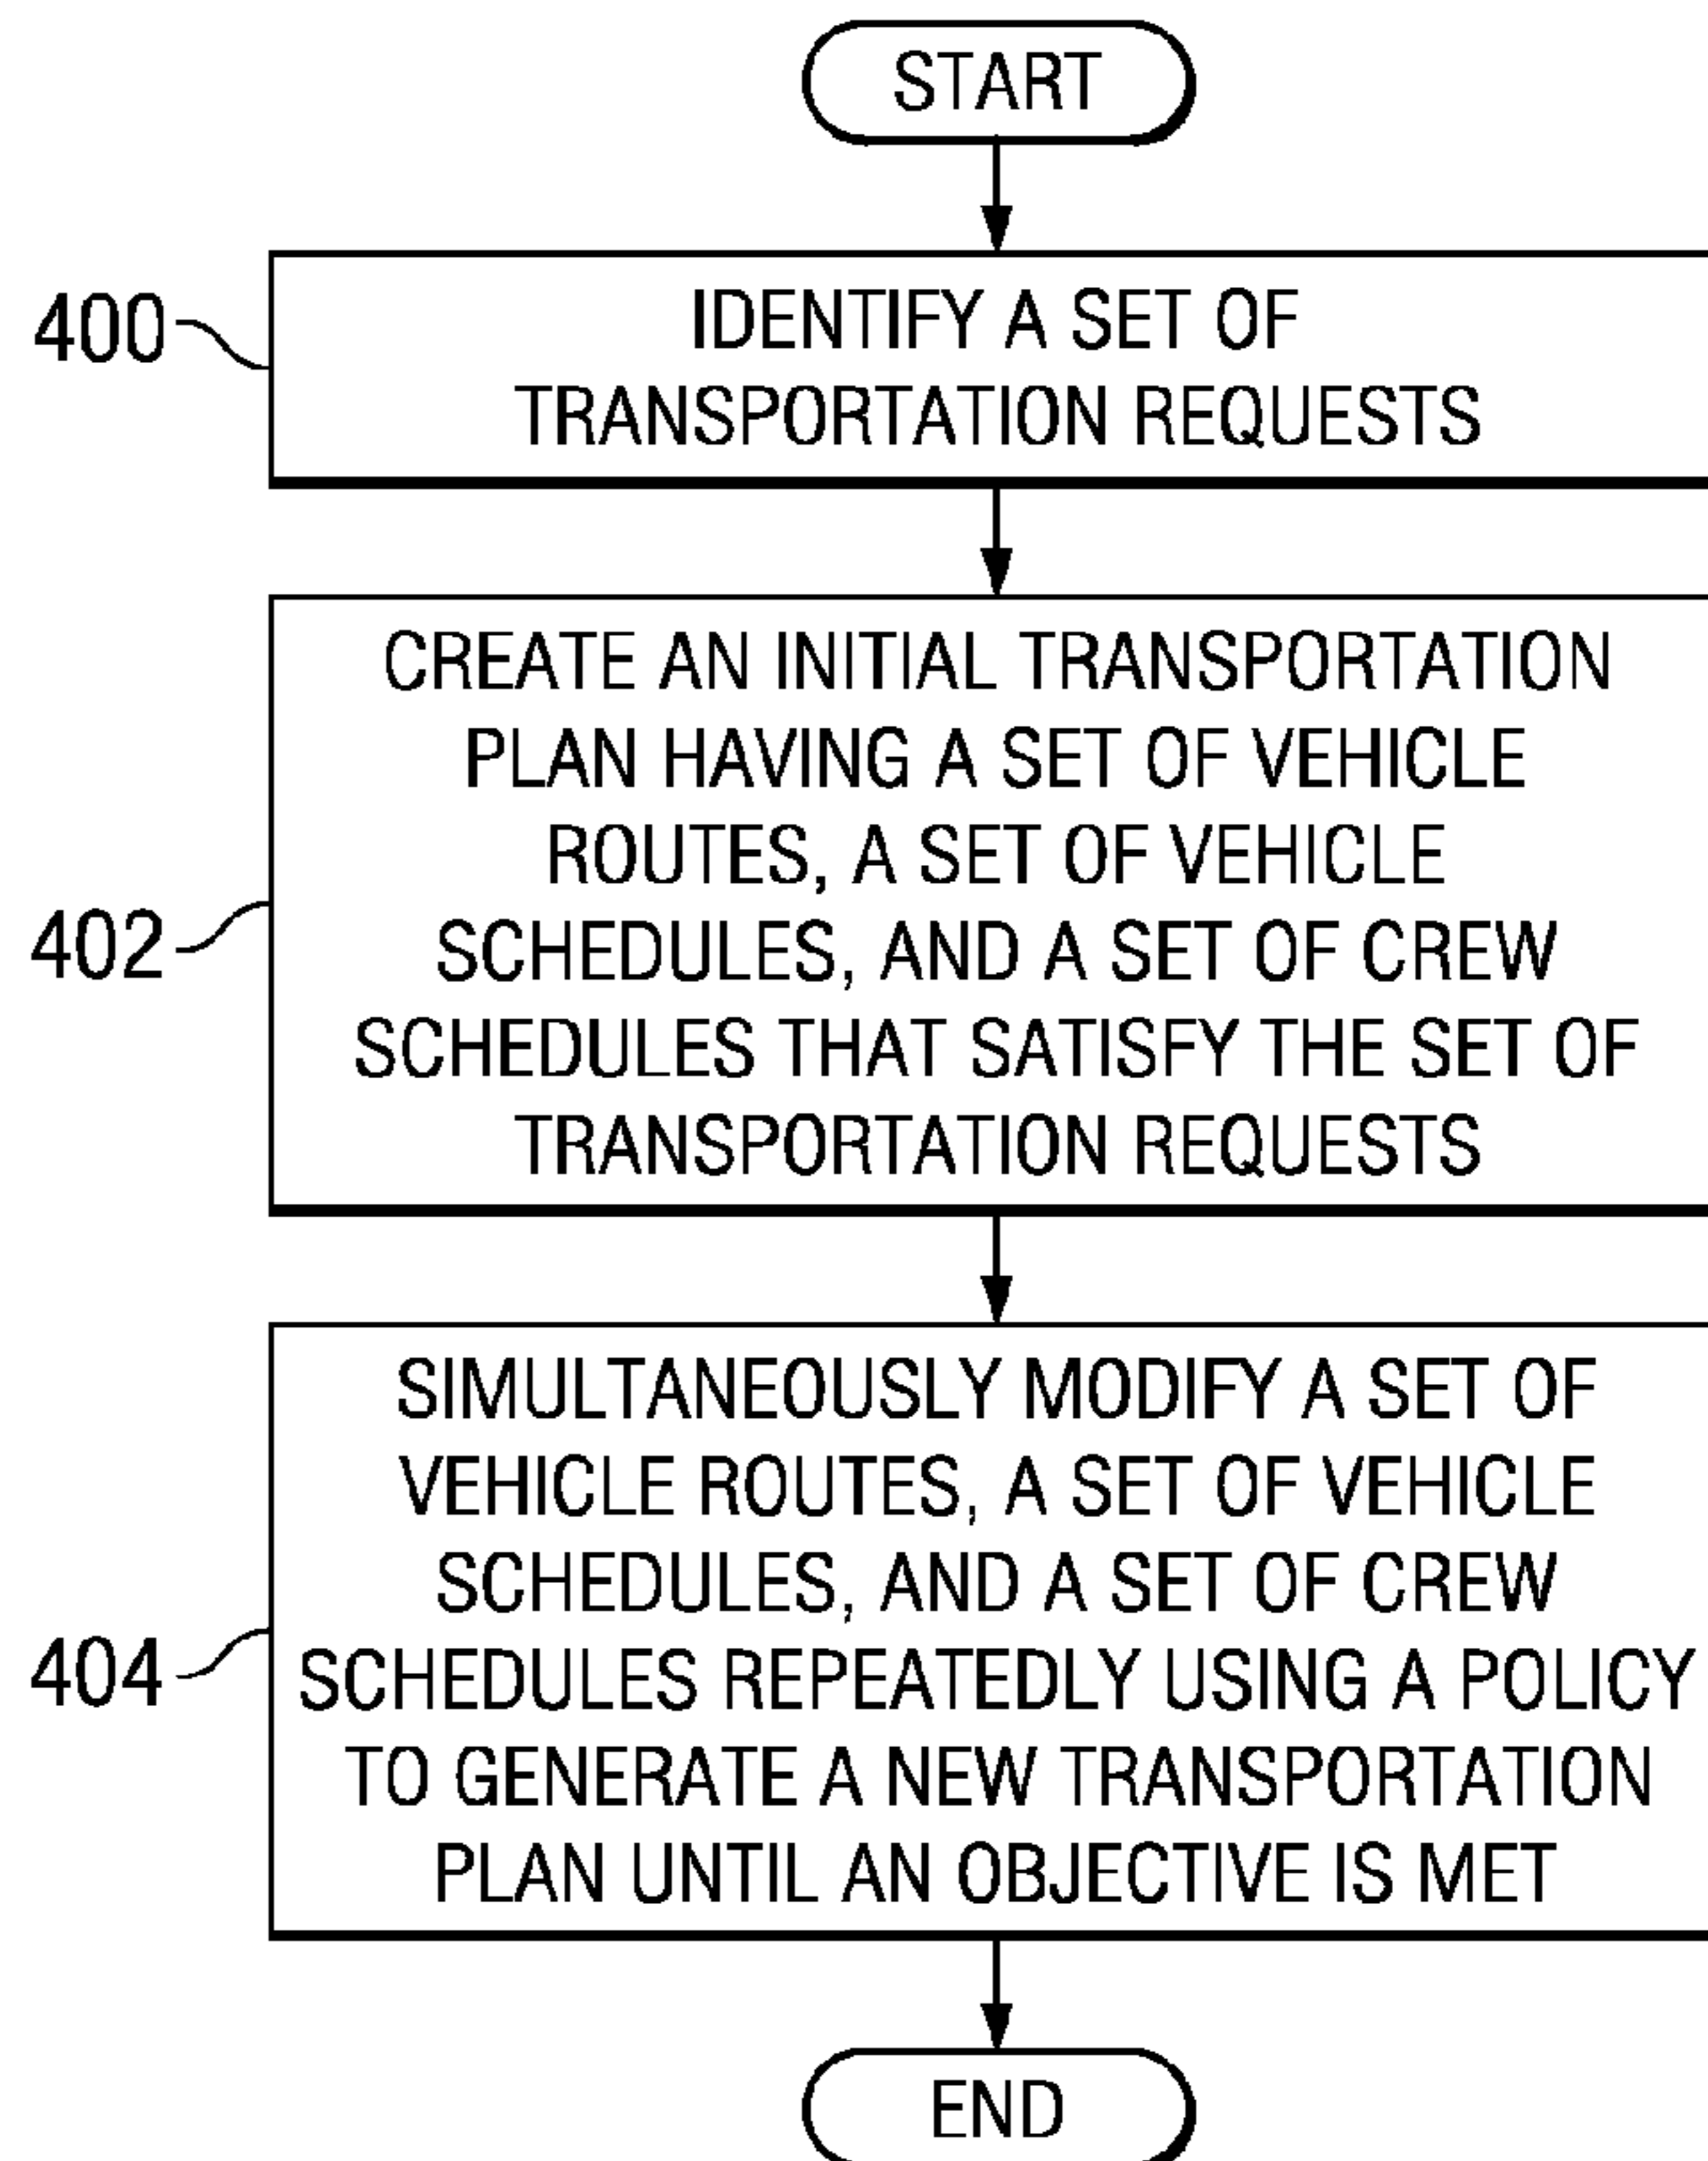 START
400
IDENTIFY A SET OF
TRANSPORTATION REQUESTS
402
CREATE AN INITIAL TRANSPORTATION
PLAN HAVING A SET OF VEHICLE
ROUTES, A SET OF VEHICLE
SCHEDULES, AND A SET OF CREW
SCHEDULES THAT SATISFY THE SET OF
TRANSPORTATION REQUESTS
404
SIMULTANEOUSLY MODIFY A SET OF
VEHICLE ROUTES, A SET OF VEHICLE
SCHEDULES, AND A SET OF CREW
SCHEDULES REPEATEDLY USING A POLICY
TO GENERATE A NEW TRANSPORTATION
PLAN UNTIL AN OBJECTIVE IS MET
END